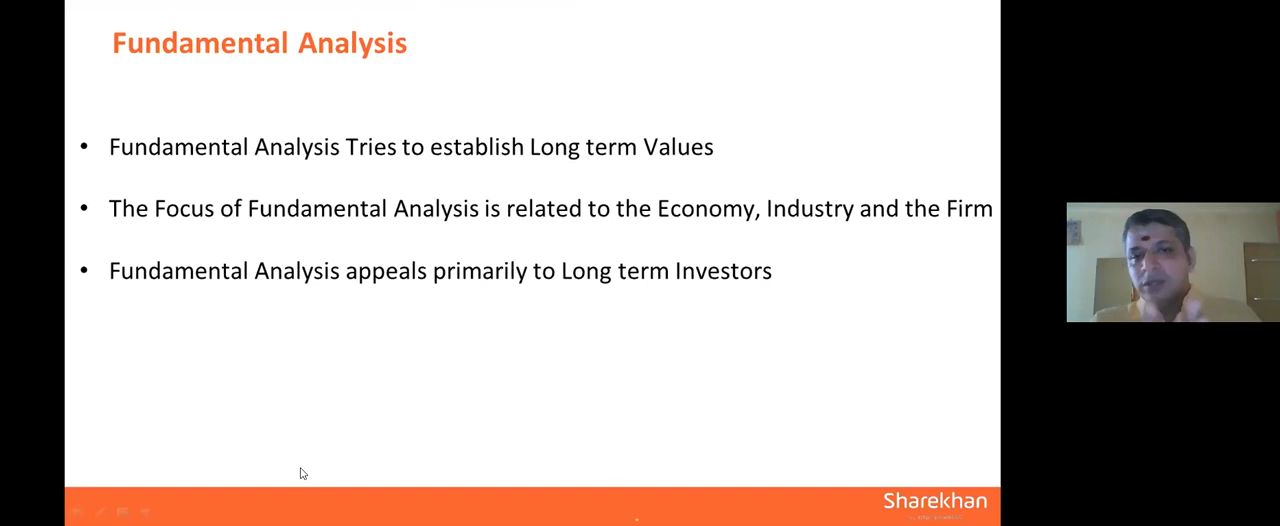 Fundamental Analysis
• Fundamental Analysis Tries to establish Long term Values
• The Focus of Fundamental Analysis is related to the Economy, Industry and the Firm
• Fundamental Analysis appeals primarily to Long term Investors
Sharekhan